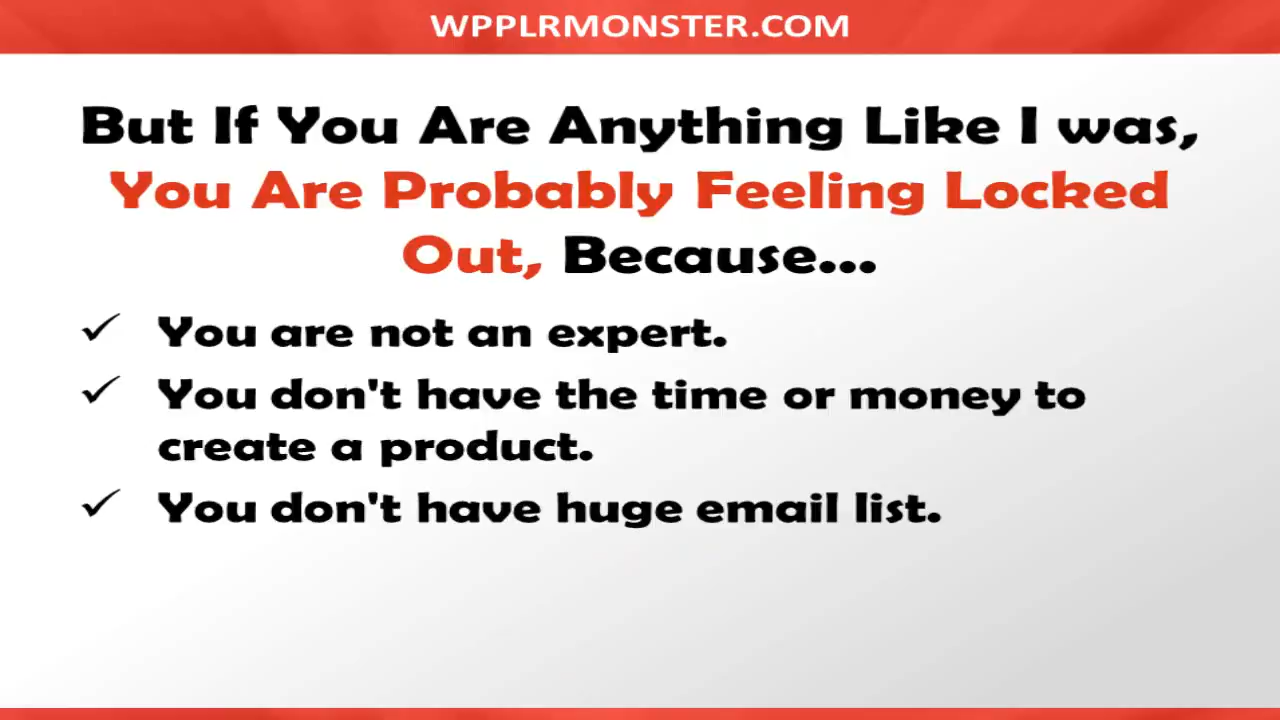 WPPLRMONSTER.COM
But If You Are Anything Like I was,
You Are Probably Feeling Locked
Out, Because...
✓ You are not an expert.
✓ You don't have the time or money to
create a product.
✓ You don't have huge email list.